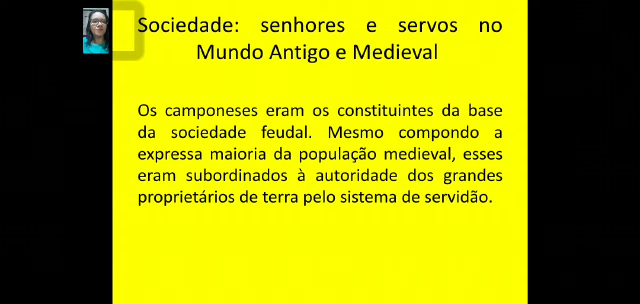 Sociedade: senhores e servos no
Mundo Antigo e Medieval
Os camponeses eram os constituintes da base
da sociedade feudal. Mesmo compondo a
expressa maioria da população medieval, esses
eram subordinados à autoridade dos grandes
proprietários de terra pelo sistema de servidão.